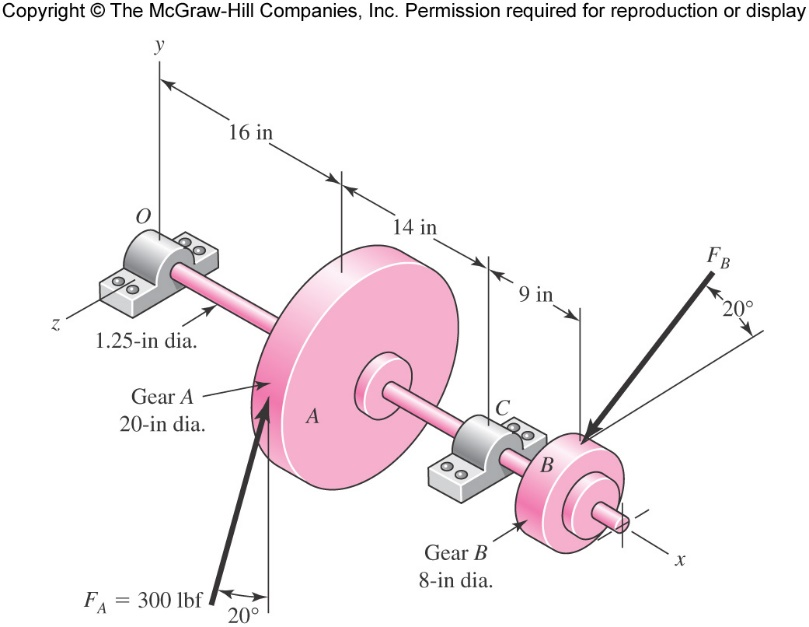 Copyright © The McGraw-Hill Companies, Inc. Permission required for reproduction or display
y
16 in
O
14 in
F_B
9 in
20°
z
1.25-in dia.
Gear A
20-in dia.
A
C
B
Gear B
8-in dia.
x
F_A = 300 lbf
20°